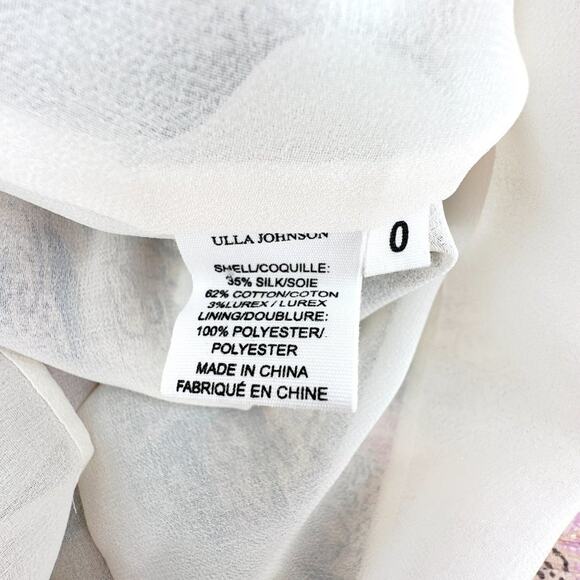 ULLA JOHNSON
0
SHELL/COQUILLE:
35% SILK/SOIE
62% COTTON/COTON
3%LUREX / LUREX
LINING/DOUBLURE:
100% POLYESTER/.
POLYESTER
MADE IN CHINA
FABRIQUÉ EN CHINE